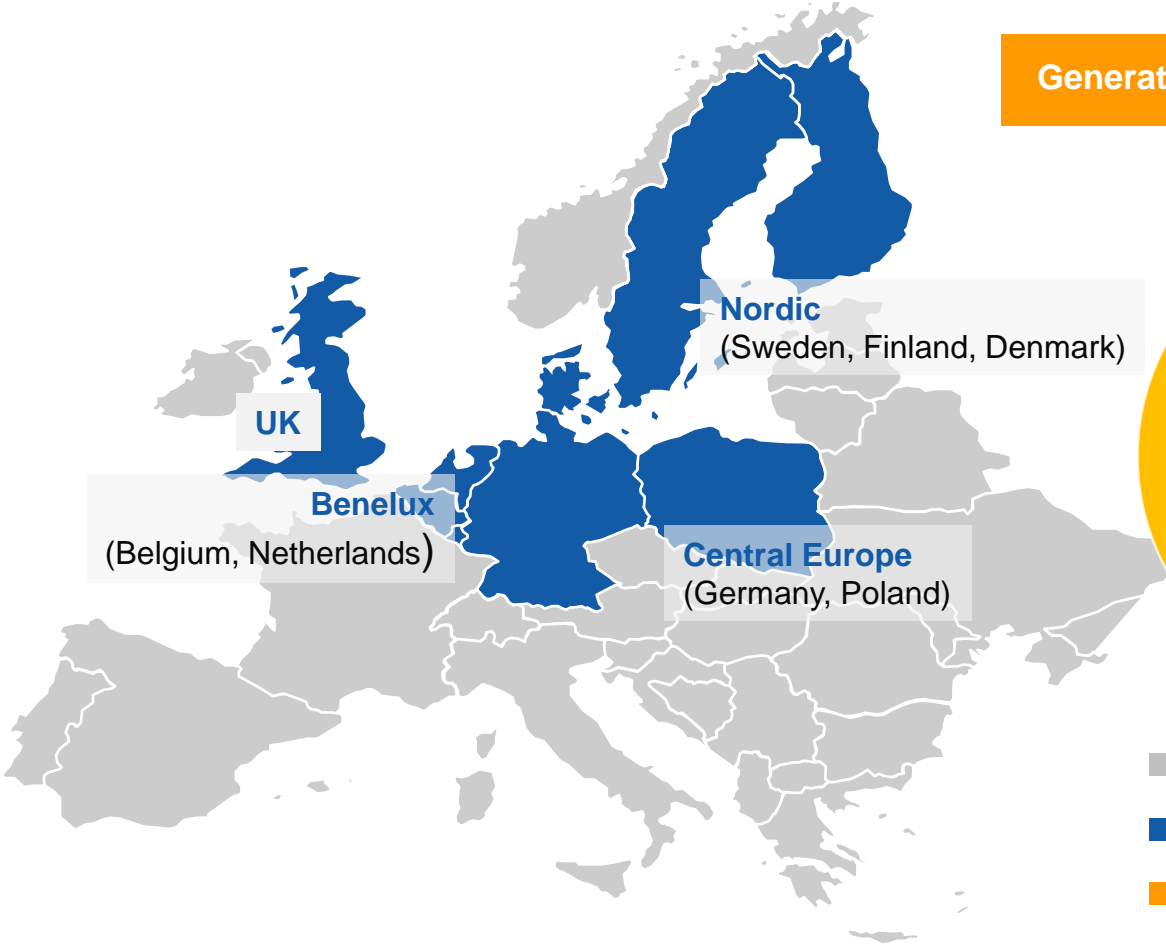 Generat
Nordic
(Sweden, Finland, Denmark)
UK
Benelux
(Belgium, Netherlands)
Central Europe
(Germany, Poland)